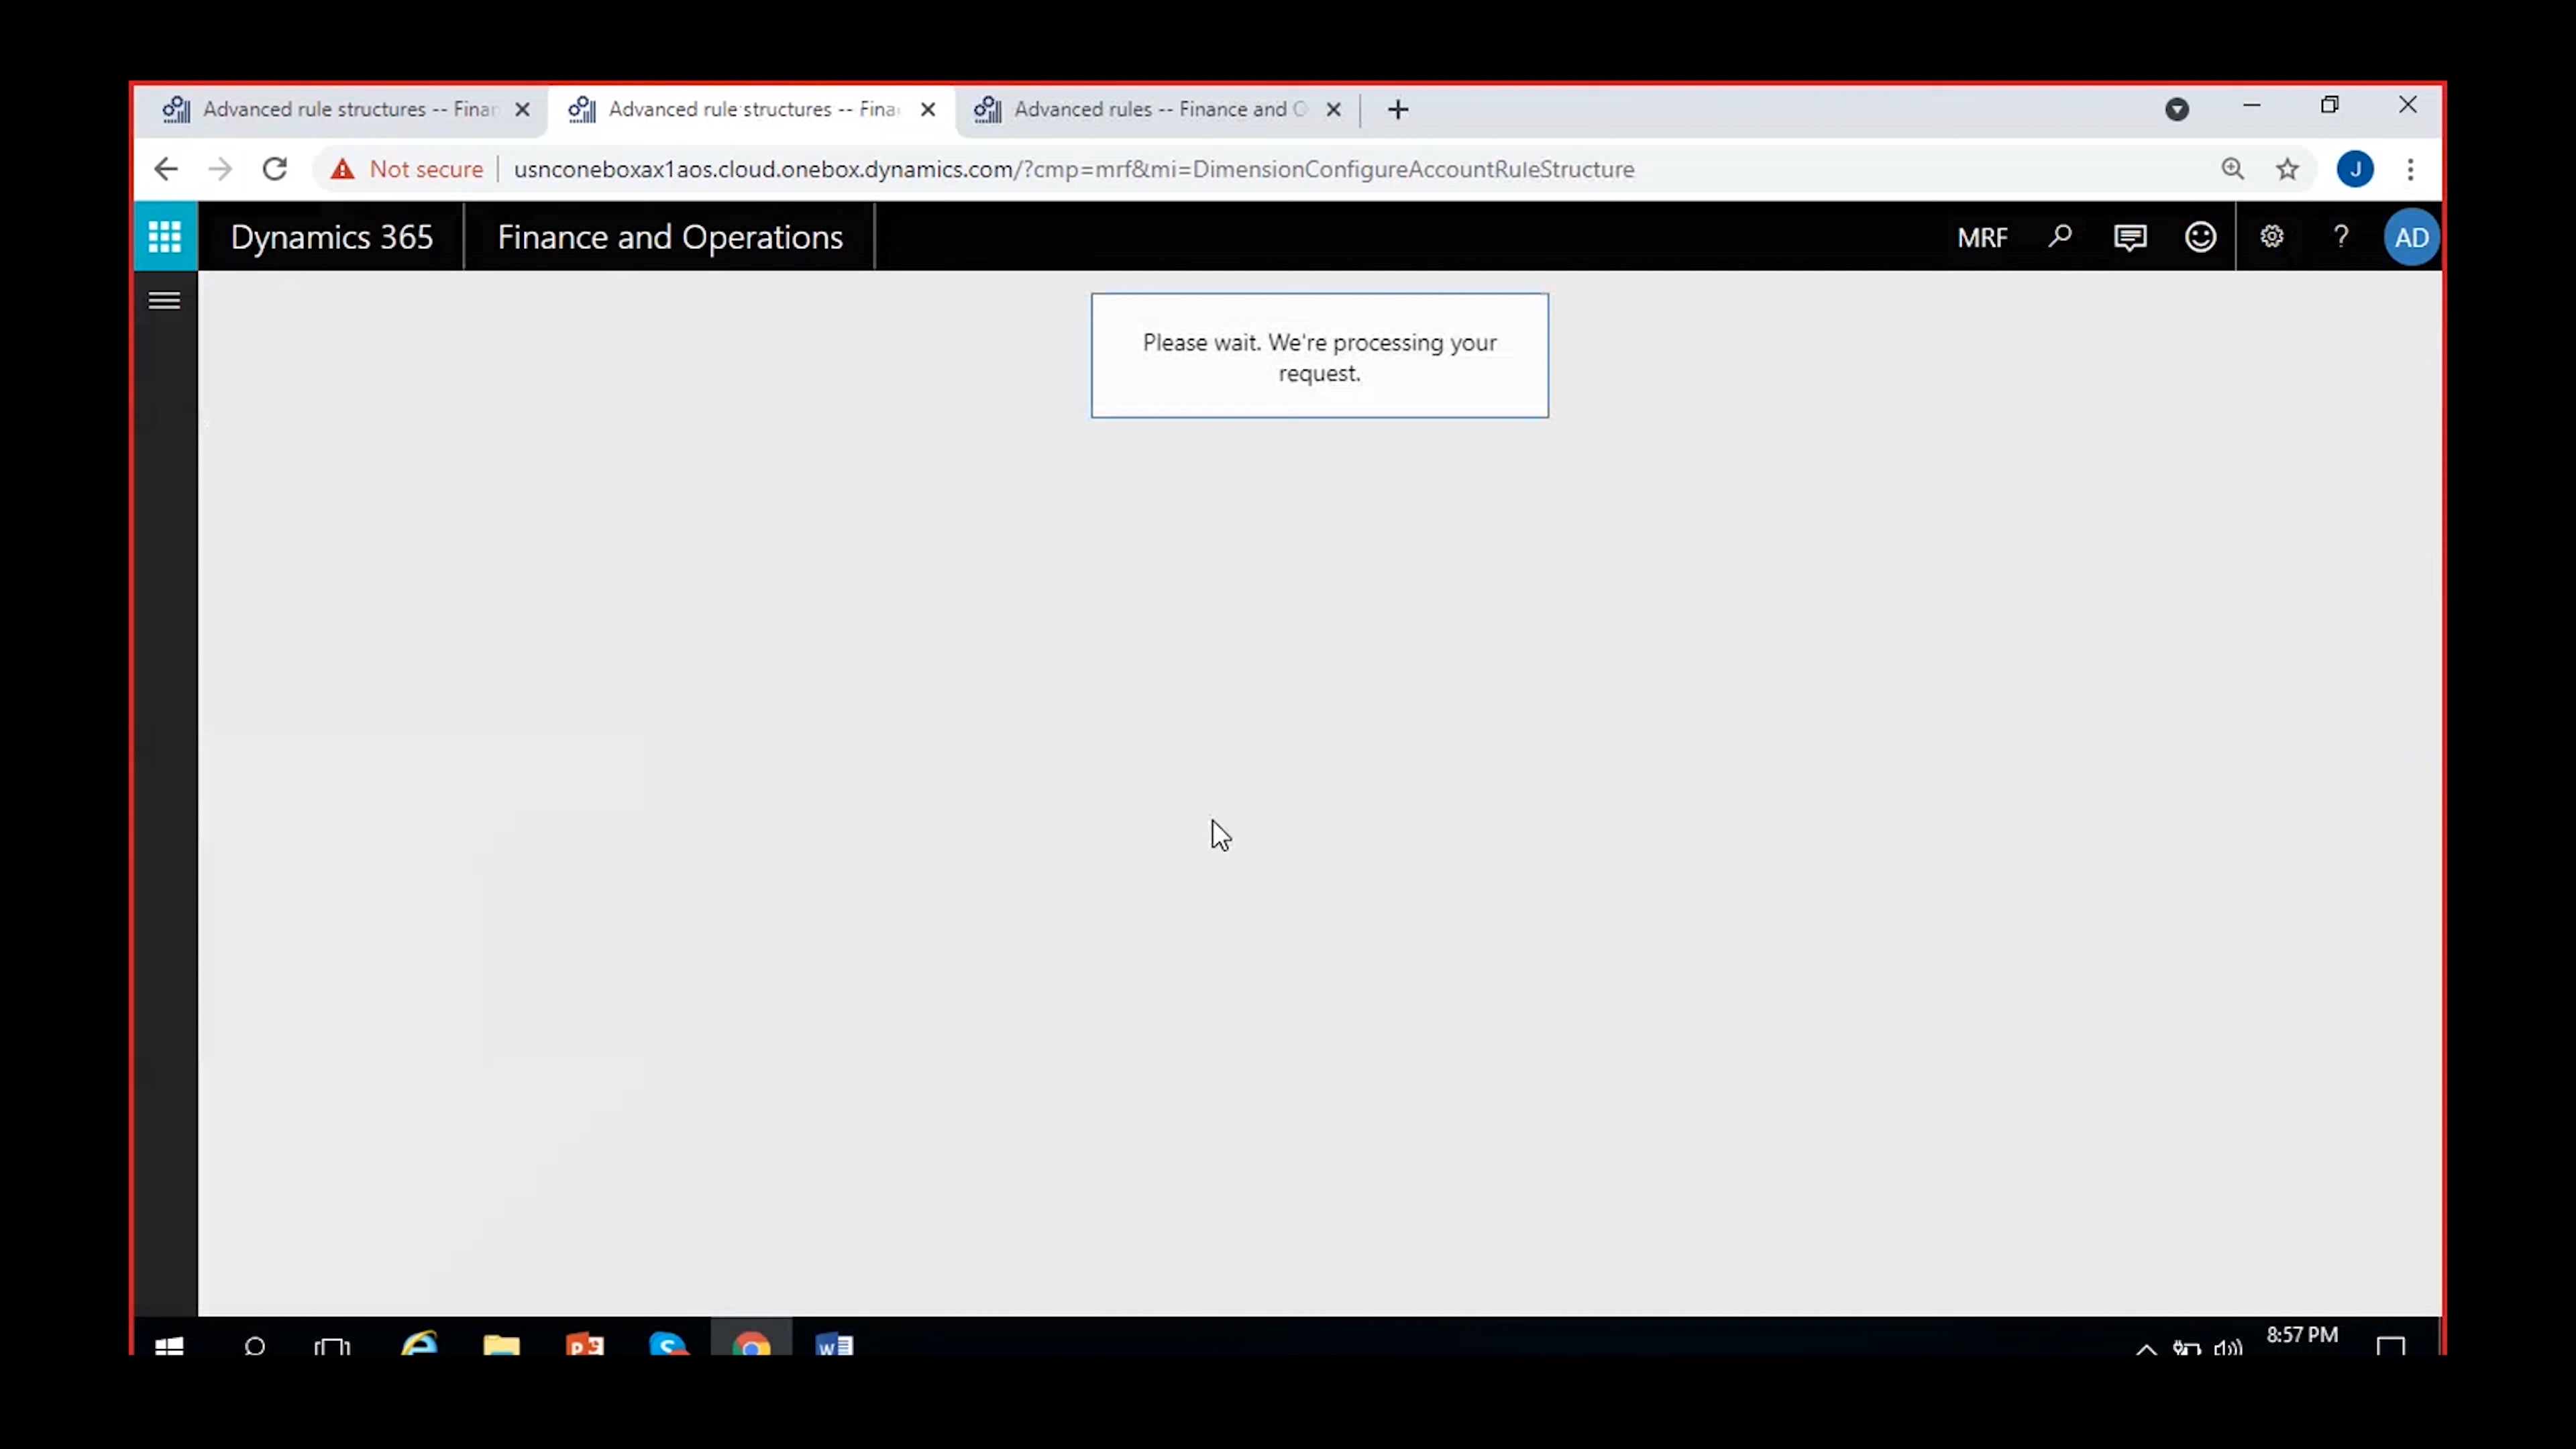 Advanced rule structures -- Finan
Advanced rule structures -- Fina
Advanced rules -- Finance and O
Not secure
usnconeboxax1aos.cloud.onebox.dynamics.com/?cmp=mrf&mi=DimensionConfigureAccountRuleStructure
J
Dynamics 365
Finance and Operations
MRF
?
AD
Please wait. We're processing your
request.
8:57 PM